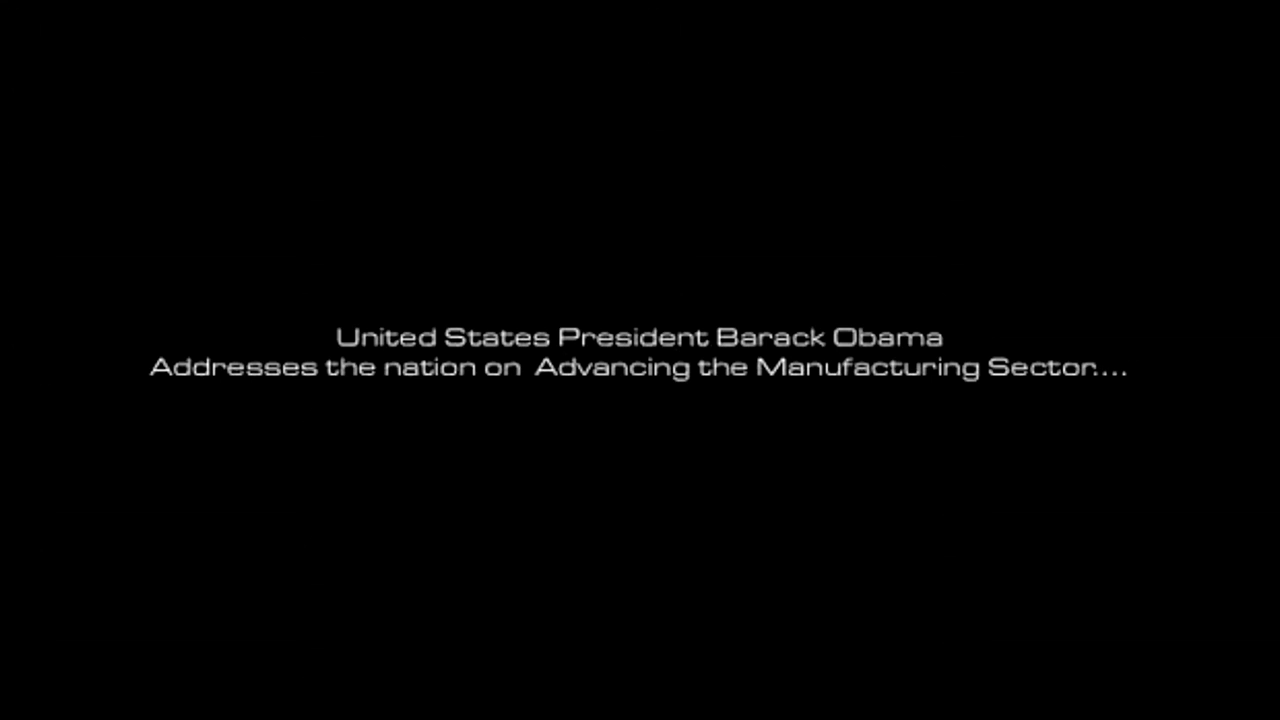 United States President Barack Obama
Addresses the nation on  Advancing the Manufacturing Sector....